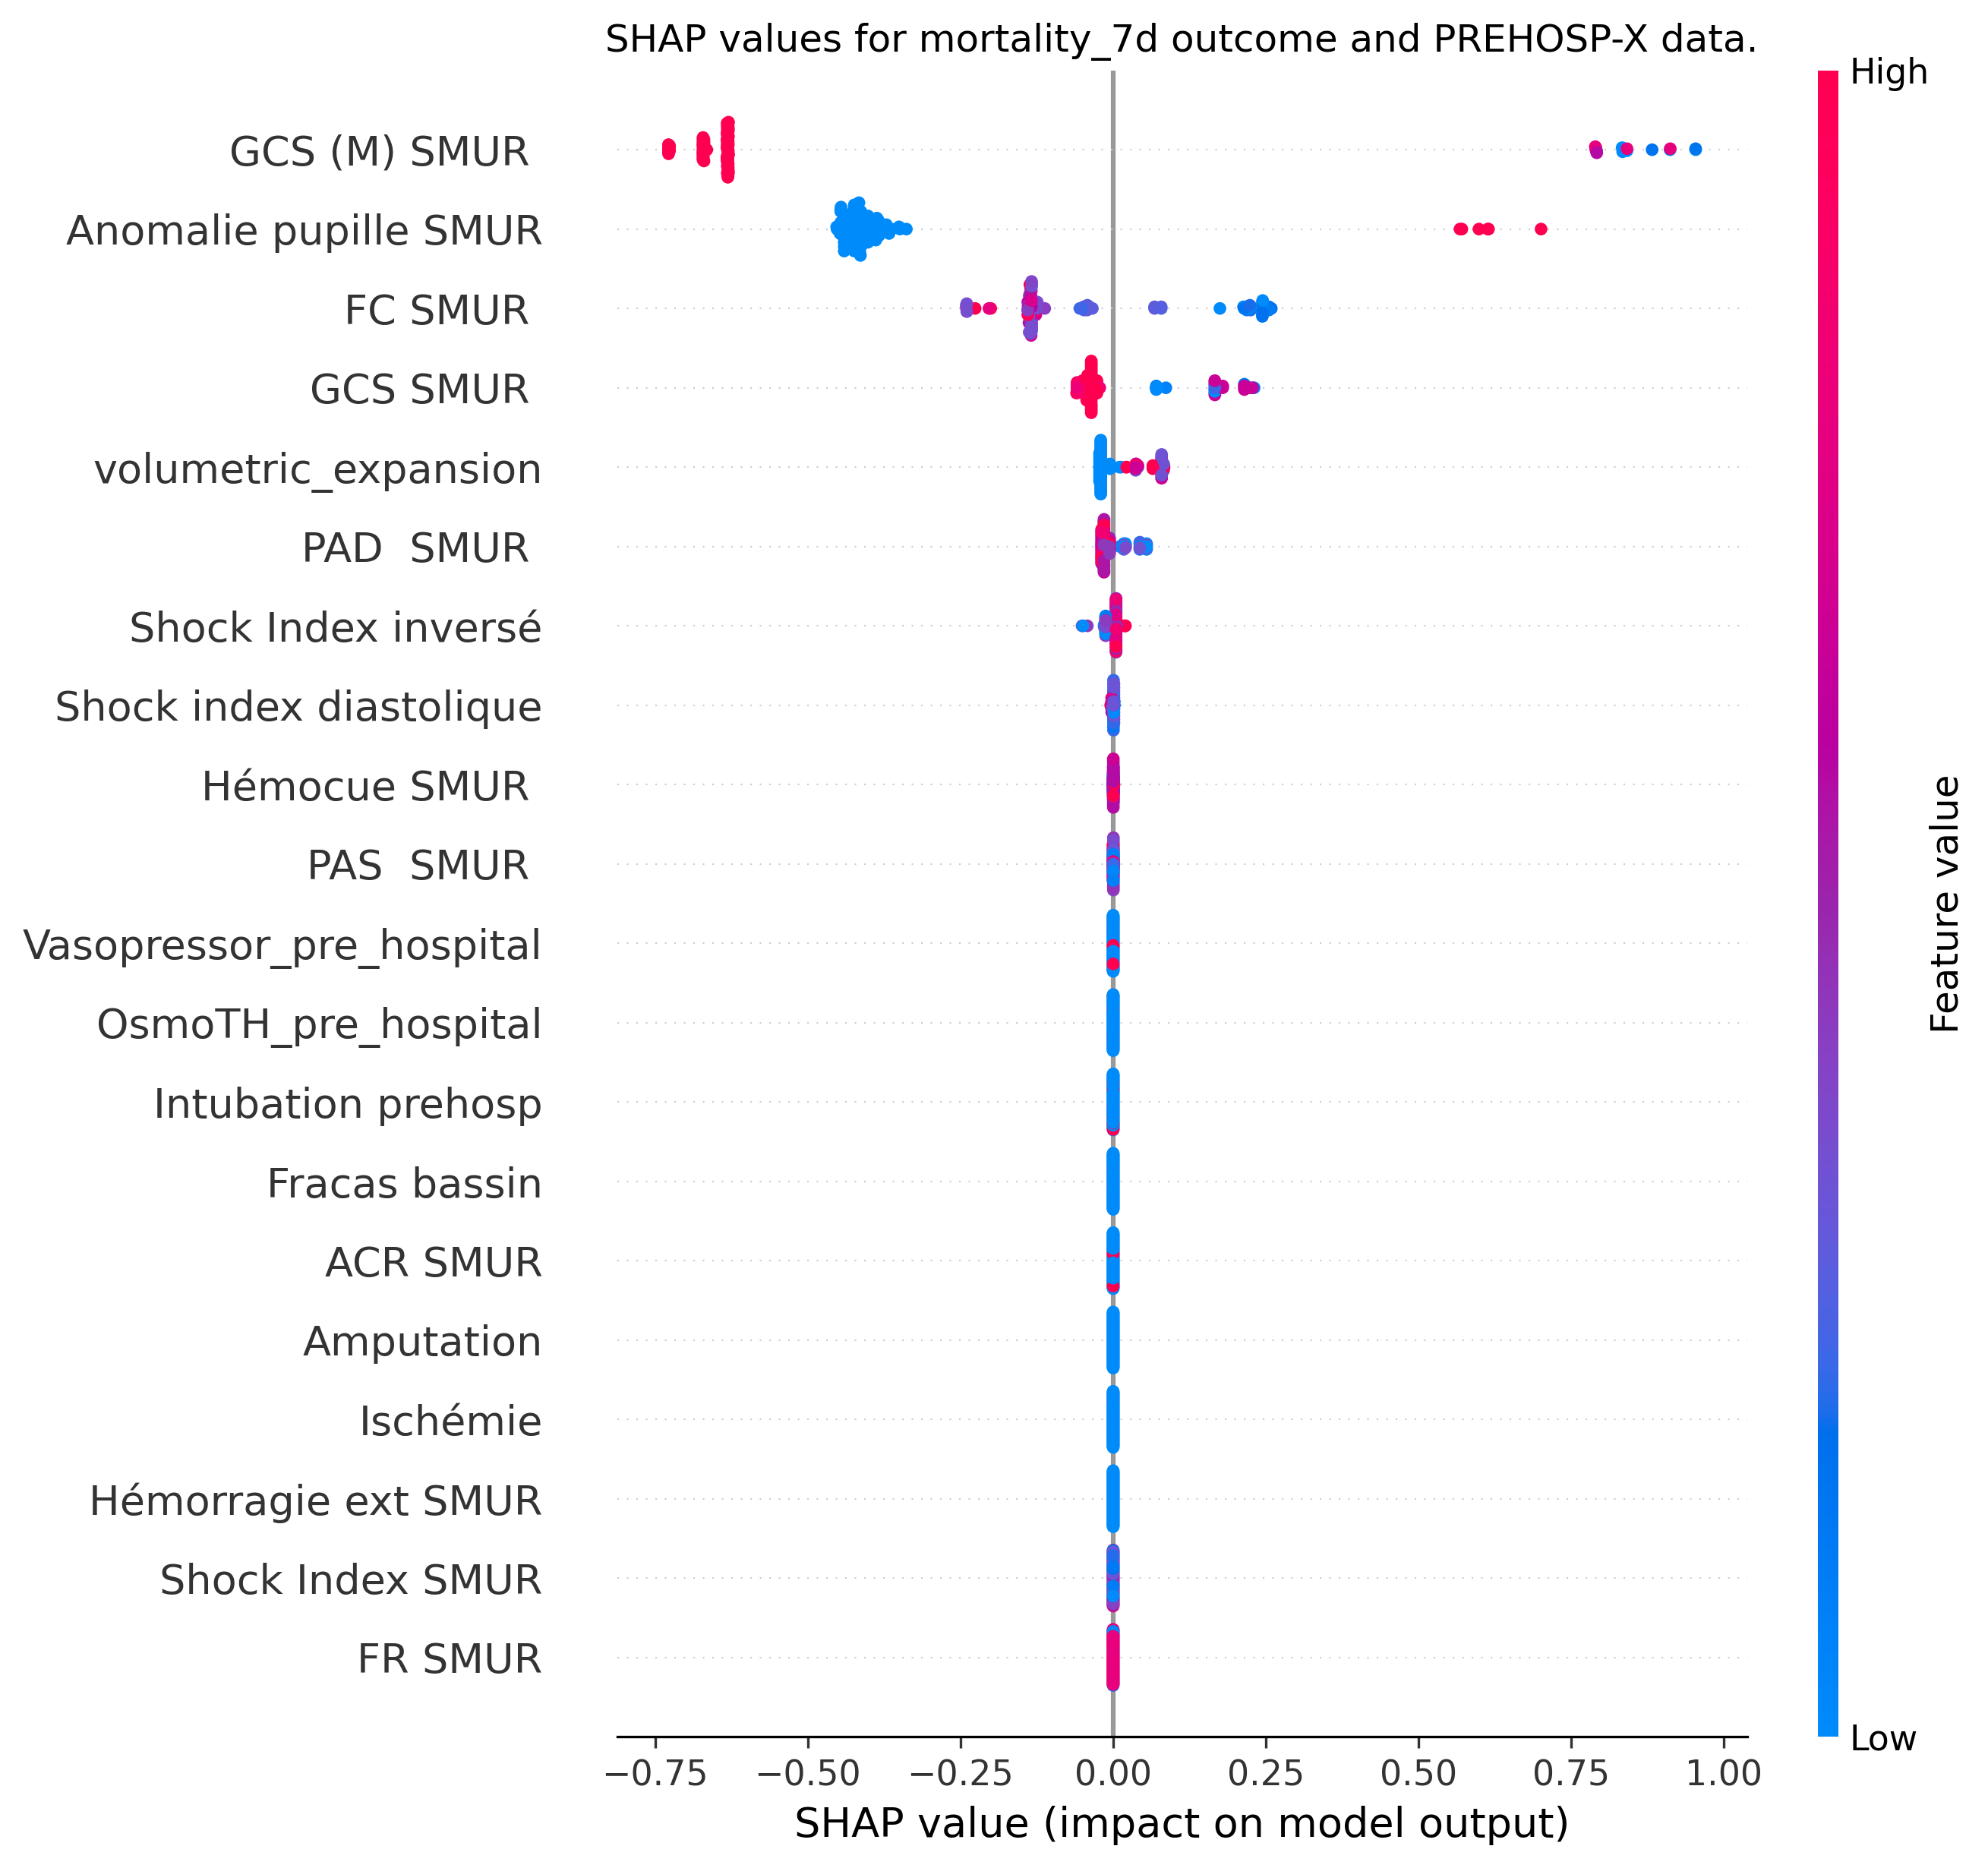 SHAP values for mortality_7d outcome and PREHOSP-X data.
High
GCS (M) SMUR
Anomalie pupille SMUR
FC SMUR
GCS SMUR
volumetric_expansion
PAD  SMUR
Shock Index inversé
Shock index diastolique
Hémocue SMUR
PAS  SMUR
Vasopressor_pre_hospital
OsmoTH_pre_hospital
Intubation prehosp
Fracas bassin
ACR SMUR
Amputation
Ischémie
Hémorragie ext SMUR
Shock Index SMUR
FR SMUR
Feature value
Low
−0.75 −0.50 −0.25 0.00 0.25 0.50 0.75 1.00
SHAP value (impact on model output)